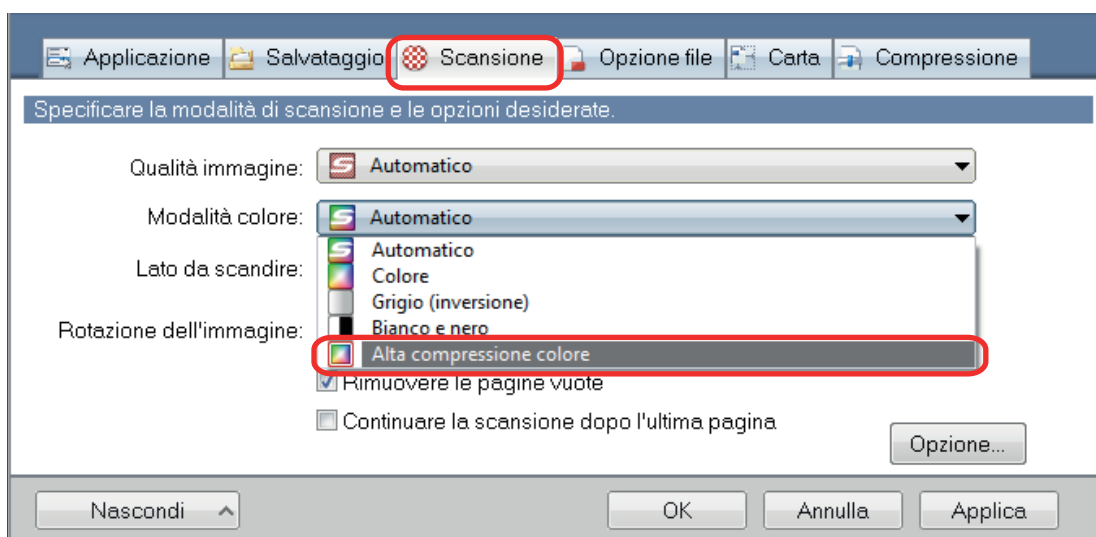 Applicazione Salvataggio Scansione Opzione file Carta Compressione
Specificare la modalità di scansione e le opzioni desiderate.
Qualità immagine: Automatico
Modalità colore: Automatico
Automatico
Lato da scandire: Colore
Grigio (inversione)
Rotazione dell'immagine: Bianco e nero
Alta compressione colore
Rimuovere le pagine vuote
Continuare la scansione dopo l'ultima pagina
Opzione...
Nascondi OK Annulla Applica